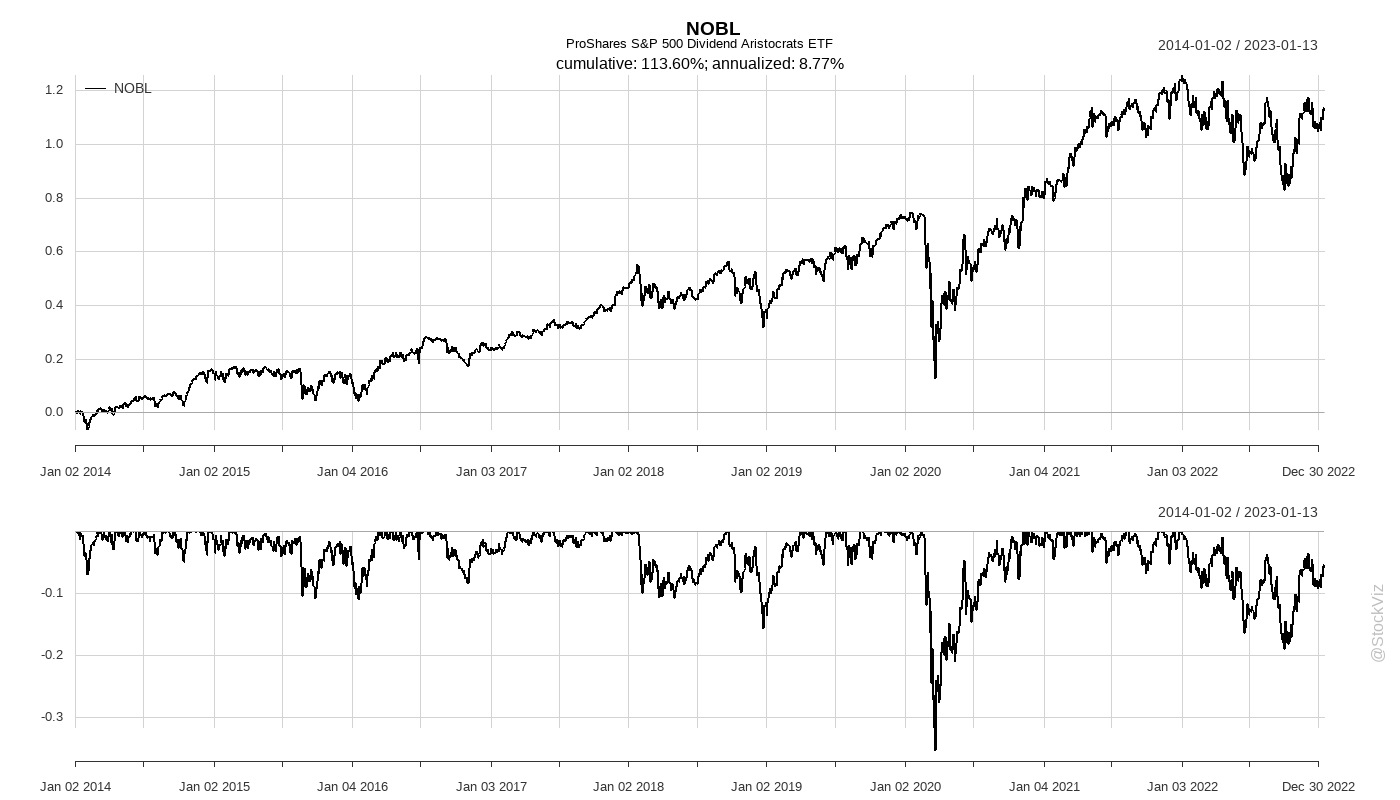 NOBL
ProShares S&P 500 Dividend Aristocrats ETF
2014-01-02 / 2023-01-13
cumulative: 113.60%; annualized: 8.77%
NOBL
1.2
1.0
0.8
0.6
0.4
0.2
0.0
Jan 02 2014 Jan 02 2015 Jan 04 2016 Jan 03 2017 Jan 02 2018 Jan 02 2019 Jan 02 2020 Jan 04 2021 Jan 03 2022 Dec 30 2022
2014-01-02 / 2023-01-13
-0.1
-0.2
-0.3
@StockViz
Jan 02 2014 Jan 02 2015 Jan 04 2016 Jan 03 2017 Jan 02 2018 Jan 02 2019 Jan 02 2020 Jan 04 2021 Jan 03 2022 Dec 30 2022